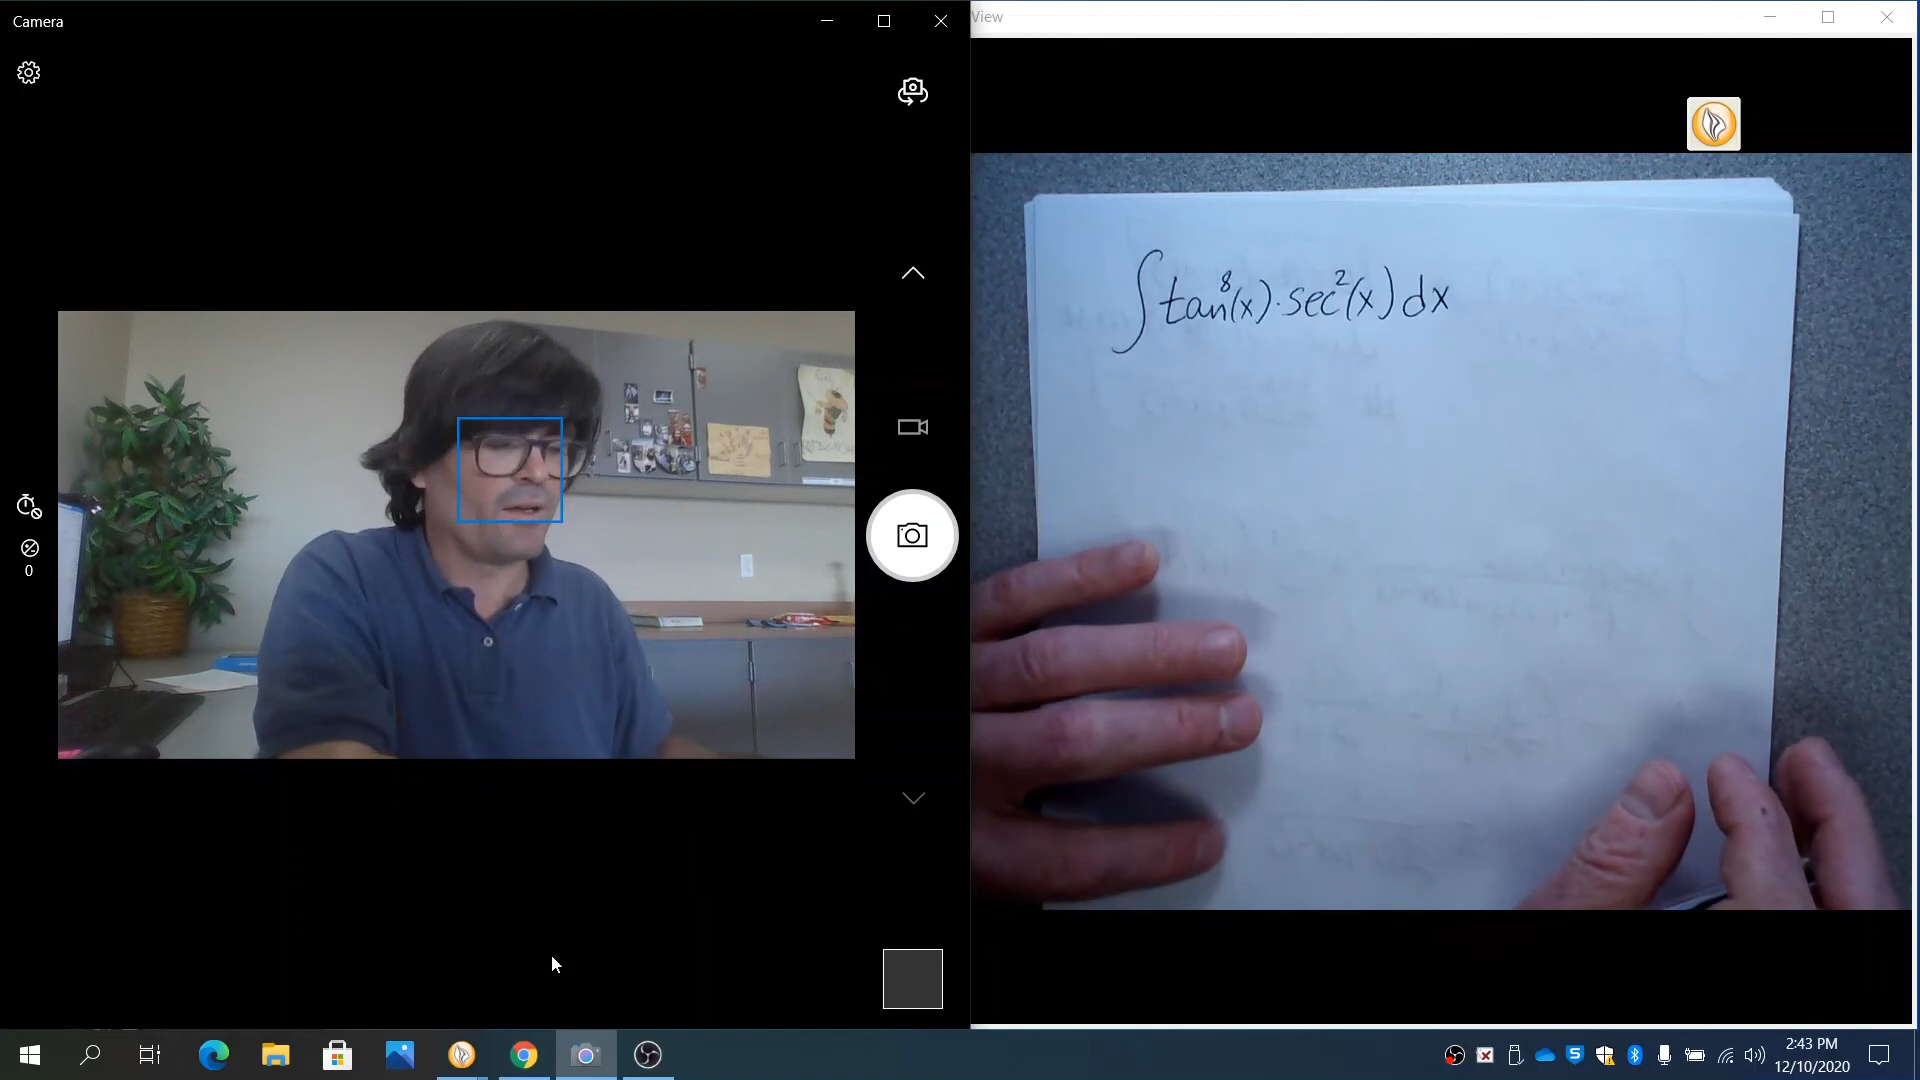 Camera
View
∫tan⁸(x)·sec²(x)dx
0
2:43 PM
12/10/2020